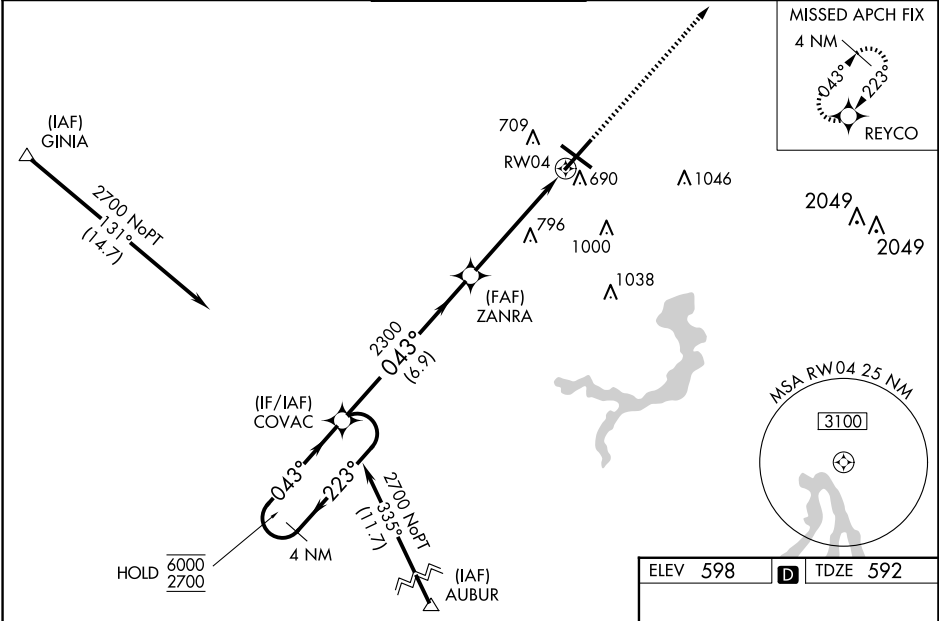 MISSED APCH FIX
4 NM
043°
223°
REYCO
(IAF)
GINIA
2700 NoPT
131°
(14.7)
709
RW04
690
1046
2049
2049
796
1000
1038
(FAF)
ZANRA
2300
043°
(6.9)
(IF/IAF)
COVAC
043°
223°
4 NM
HOLD 6000
2700
2700 NoPT
335°
(11.7)
(IAF)
AUBUR
MSA RW04 25 NM
3100
ELEV 598 D TDZE 592